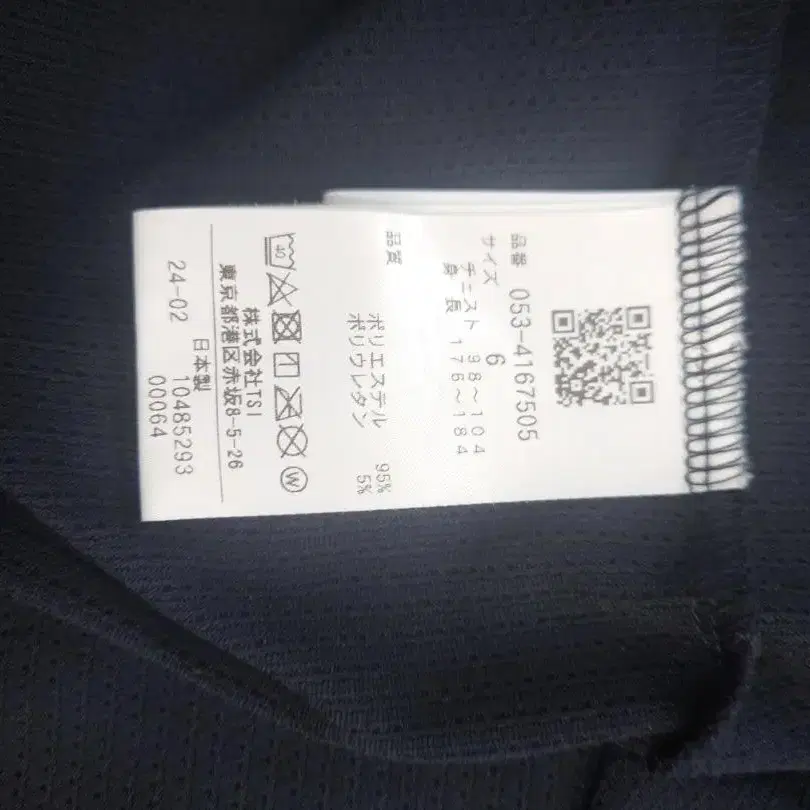 品番 053-4167505
サイズ 6
チェスト 98～104
身長 176～184
品質
ポリエステル 95%
ポリウレタン 5%
40
W
株式会社TSI
東京都港区赤坂8-5-26
日本製
24-02 10485293
00064